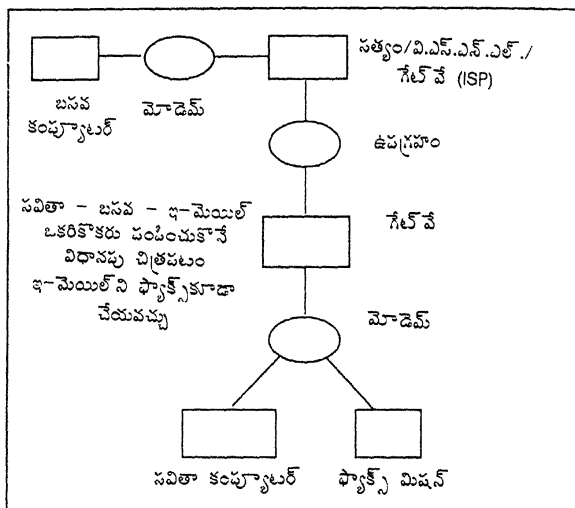 సత్యం/వి.ఎస్.ఎన్.ఎల్./
గేట్ వే (ISP)
బసవ
కంప్యూటర్
మోడెమ్
ఉపగ్రహం
సవితా - బసవ - ఇ-మెయిల్
ఒకరికొకరు పంపించుకొనే
విధానపు చిత్రపటం
ఇ-మెయిల్‌ని ఫ్యాక్స్‌కూడా
చేయవచ్చు
గేట్ వే
మోడెమ్
సవితా కంప్యూటర్
ఫ్యాక్స్ మిషన్